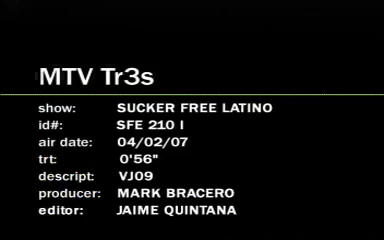 MTV Tr3s
show: SUCKER FREE LATINO
id#: SFE 210 I
air date: 04/02/07
trt: 0'56"
descript: VJ09
producer: MARK BRACERO
editor: JAIME QUINTANA